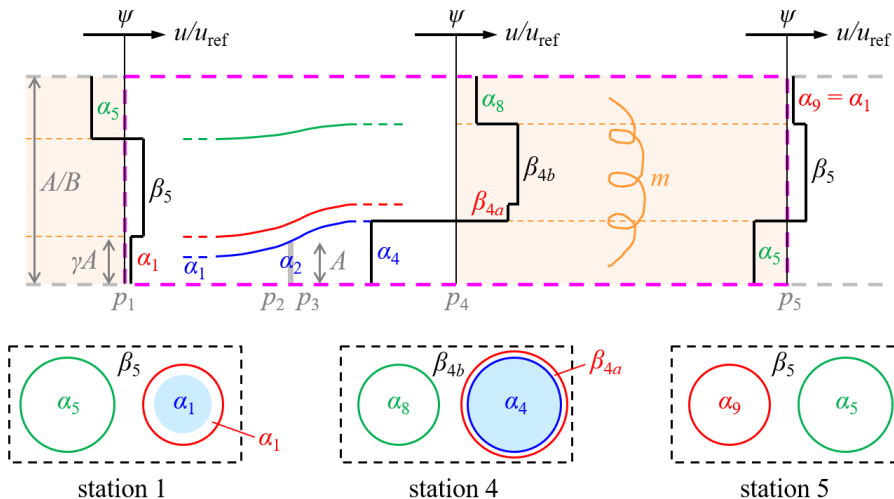 ψ
u/u_ref
ψ
u/u_ref
ψ
u/u_ref
α₅
α₈
α₉ = α₁
A/B
β₅
β₄b
m
β₅
β₄a
γA
α₁
α₁
α₂
A
α₄
α₅
p₁
p₂
p₃
p₄
p₅
β₅
β₄b
β₄a
β₅
α₅
α₁
α₈
α₄
α₉
α₅
α₁
station 1
station 4
station 5